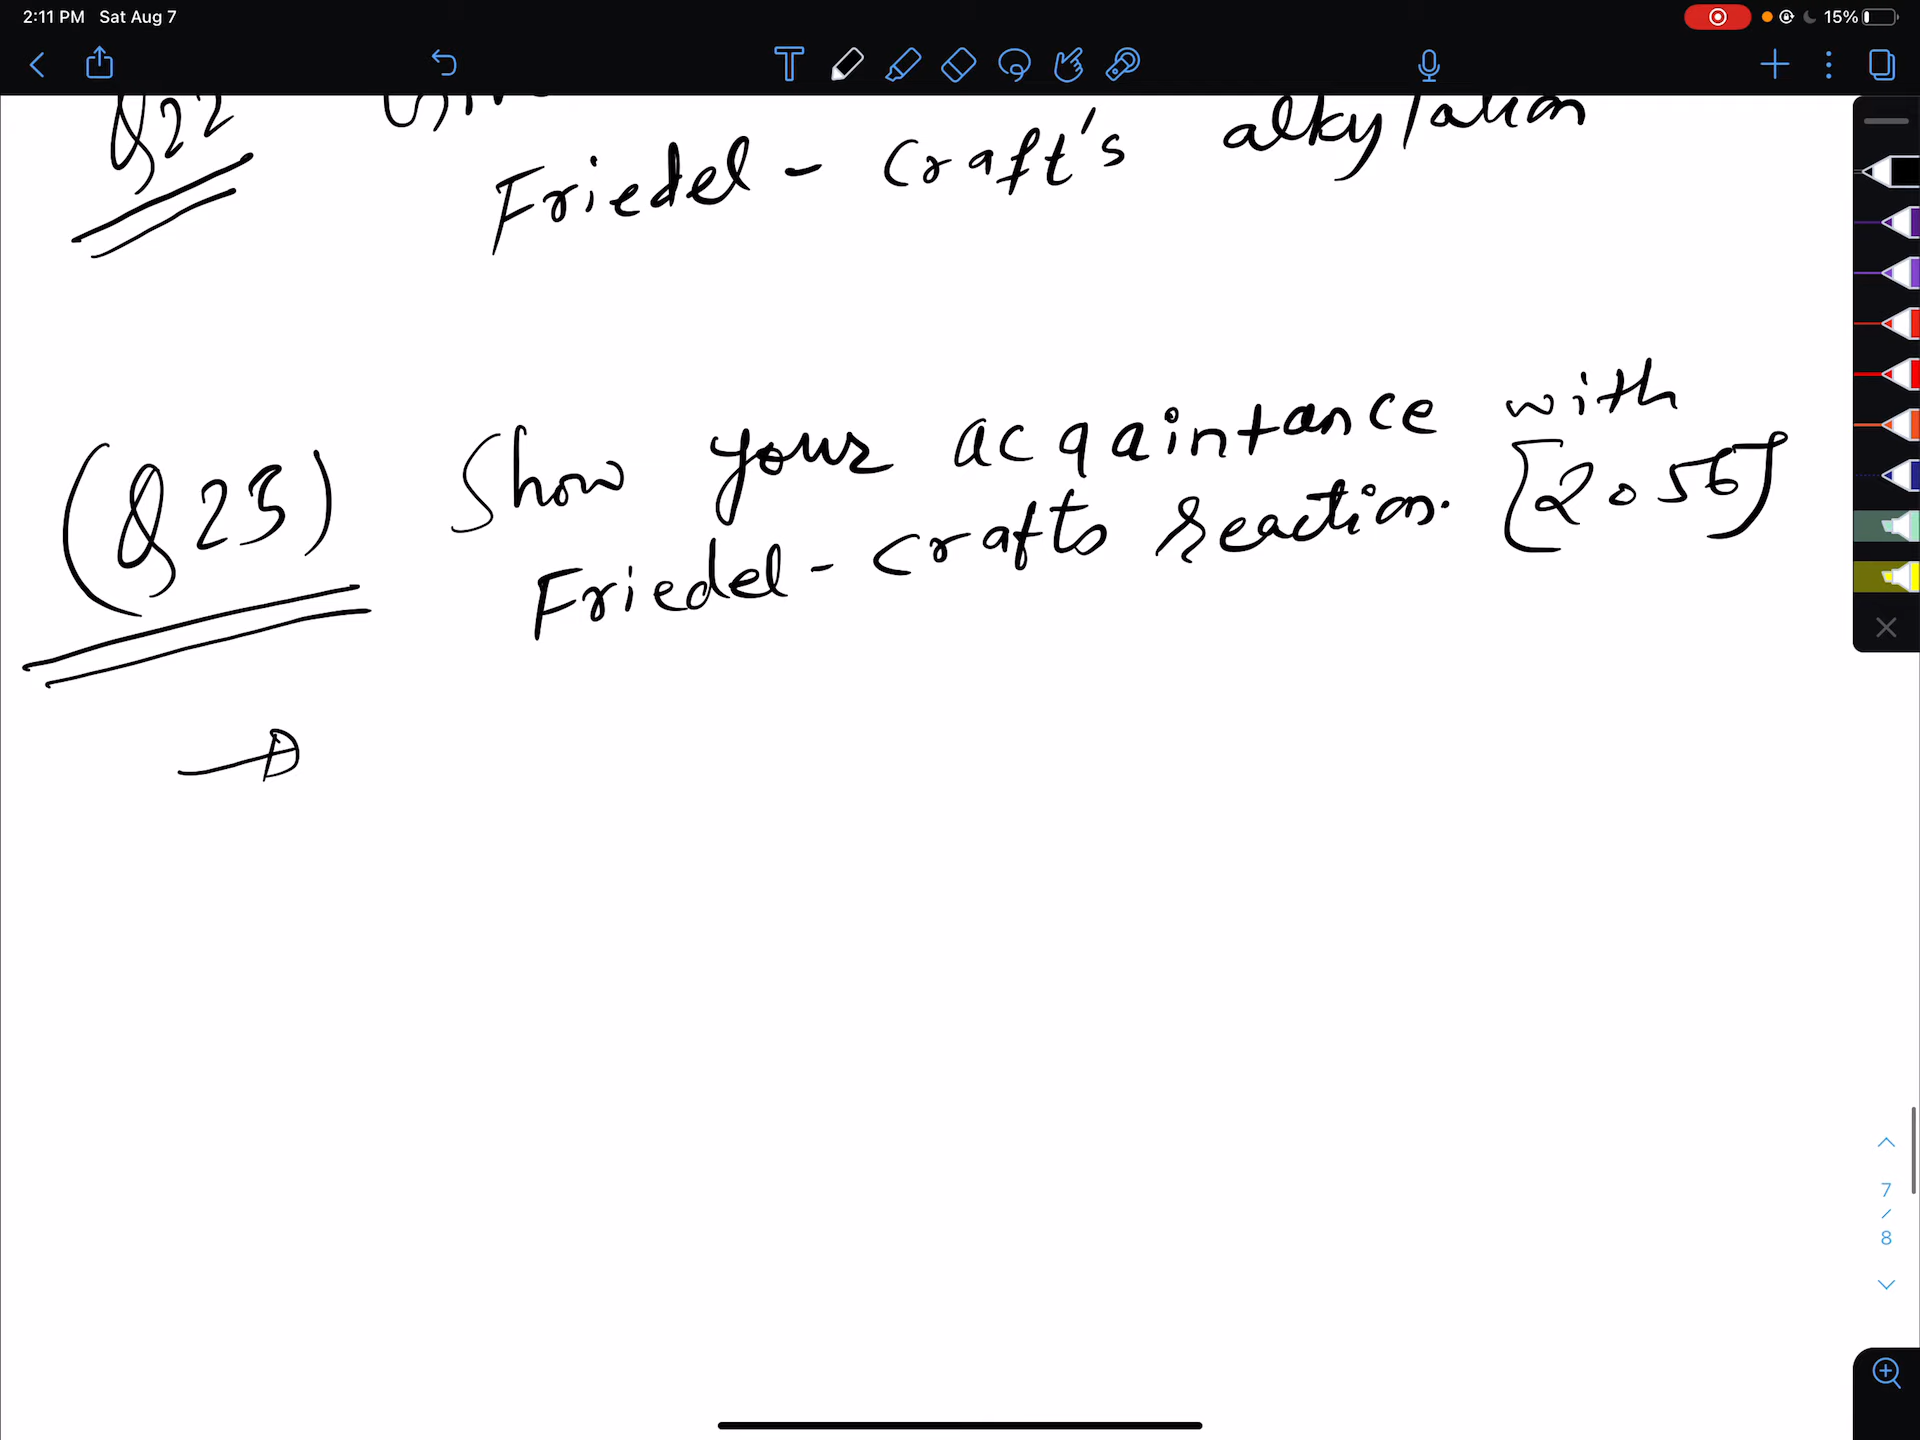 2:11 PM Sat Aug 7
15%
T
Q22
Friedel - Craft's alkylation
(Q23) Show your acqaintance with
Friedel - Crafts reaction. [2056]
7
/
8